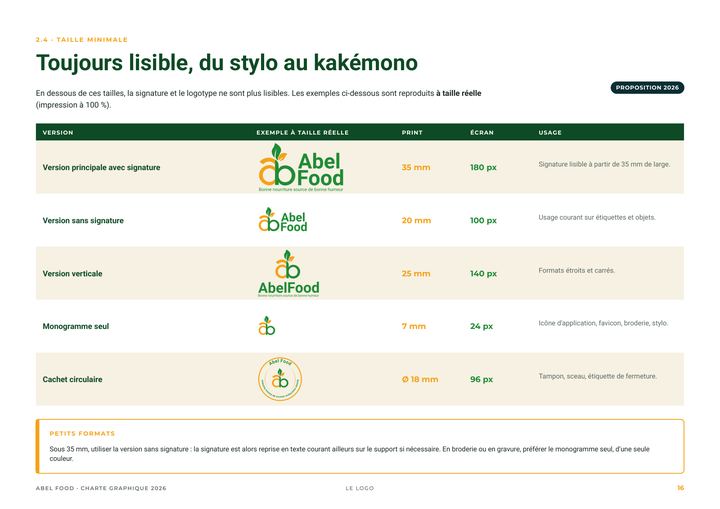 2.4 - TAILLE MINIMALE
Toujours lisible, du stylo au kakémono
En dessous de ces tailles, la signature et le logotype ne sont plus lisibles. Les exemples ci-dessous sont reproduits à taille réelle
(impression à 100 %).
PROPOSITION 2026
VERSION EXEMPLE À TAILLE RÉELLE PRINT ÉCRAN USAGE
Version principale avec signature
Abel
Food
Bonne nourriture source de bonne humeur
35 mm 180 px Signature lisible à partir de 35 mm de large.
Version sans signature
Abel
Food
20 mm 100 px Usage courant sur étiquettes et objets.
Version verticale
AbelFood
Bonne nourriture source de bonne humeur
25 mm 140 px Formats étroits et carrés.
Monogramme seul
7 mm 24 px Icône d'application, favicon, broderie, stylo.
Cachet circulaire
Abel Food
Ø 18 mm 96 px Tampon, sceau, étiquette de fermeture.
PETITS FORMATS
Sous 35 mm, utiliser la version sans signature : la signature est alors reprise en texte courant ailleurs sur le support si nécessaire. En broderie ou en gravure, préférer le monogramme seul, d'une seule
couleur.
ABEL FOOD - CHARTE GRAPHIQUE 2026 LE LOGO 16